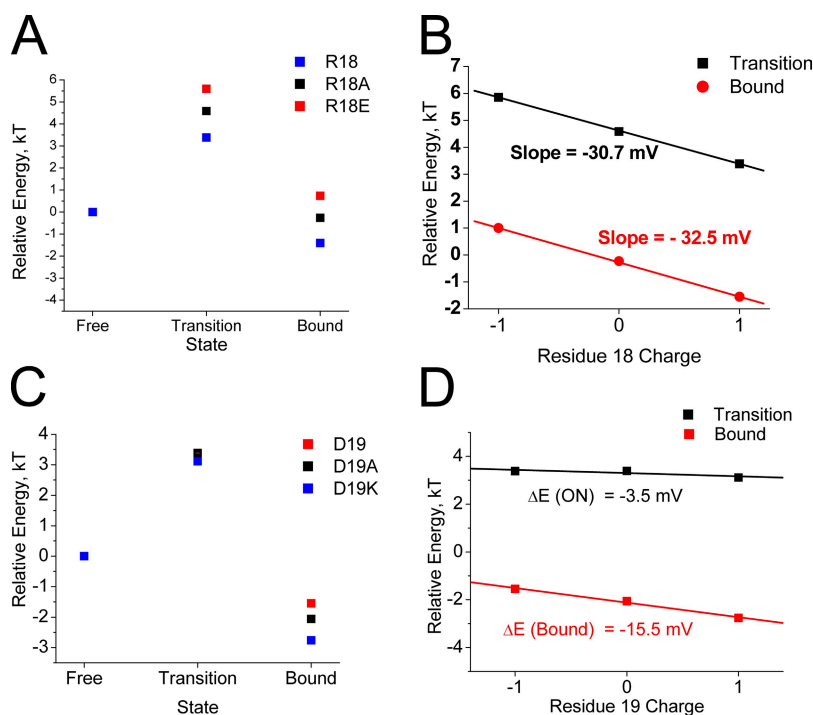 A
R18
R18A
R18E
Relative Energy, kT
6
5
4
3
2
1
0
-1
-2
-3
-4
Free Transition Bound
State
B
Transition
Bound
Relative Energy, kT
7
6
5
4
3
2
1
0
-1
-2
Slope = -30.7 mV
Slope = - 32.5 mV
-1 0 1
Residue 18 Charge
C
D19
D19A
D19K
Relative Energy, kT
4
3
2
1
0
-1
-2
-3
Free Transition Bound
State
D
Transition
Bound
Relative Energy, kT
4
2
0
-2
-4
ΔE (ON) = -3.5 mV
ΔE (Bound) = -15.5 mV
-1 0 1
Residue 19 Charge